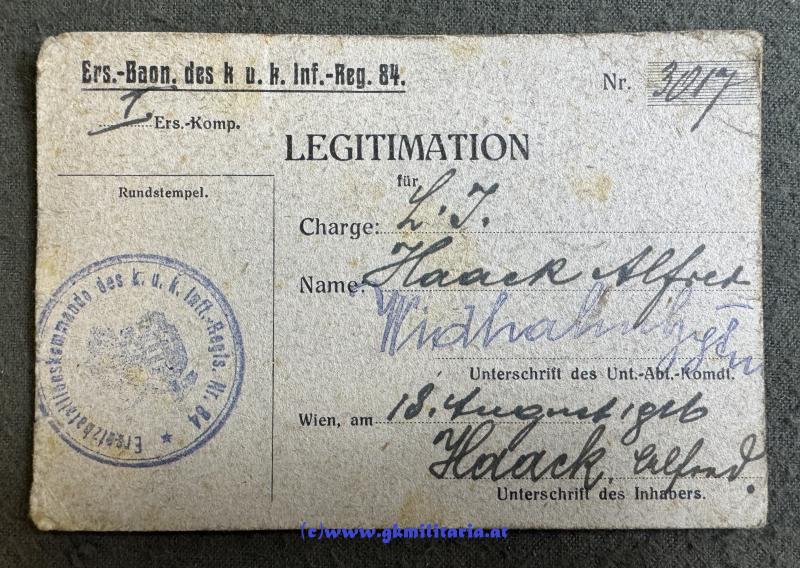 Ers.-Baon. des k u. k. Inf.-Reg. 84.
Nr. 3017
I Ers.-Komp.
LEGITIMATION
für
Rundstempel.
Charge: L. I.
Name: Haack Alfred
Unterschrift des Unt.-Abt.-Komdt.
Ersatzbataillonskommando des k. u. k. Inft.-Regts. Nr. 84
Wien, am 18. August 1916
Haack Alfred.
Unterschrift des Inhabers.
(c)www.gkmilitaria.at